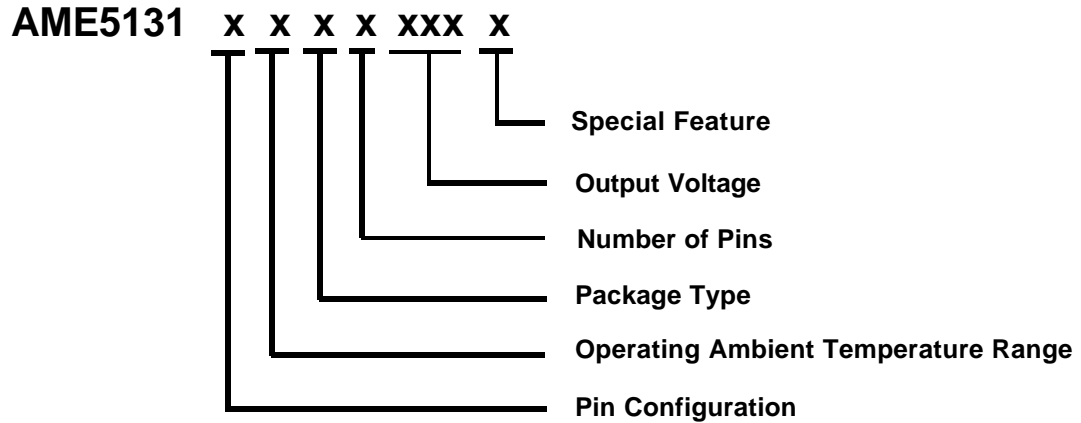 AME5131 x x x x xxx x
Special Feature
Output Voltage
Number of Pins
Package Type
Operating Ambient Temperature Range
Pin Configuration